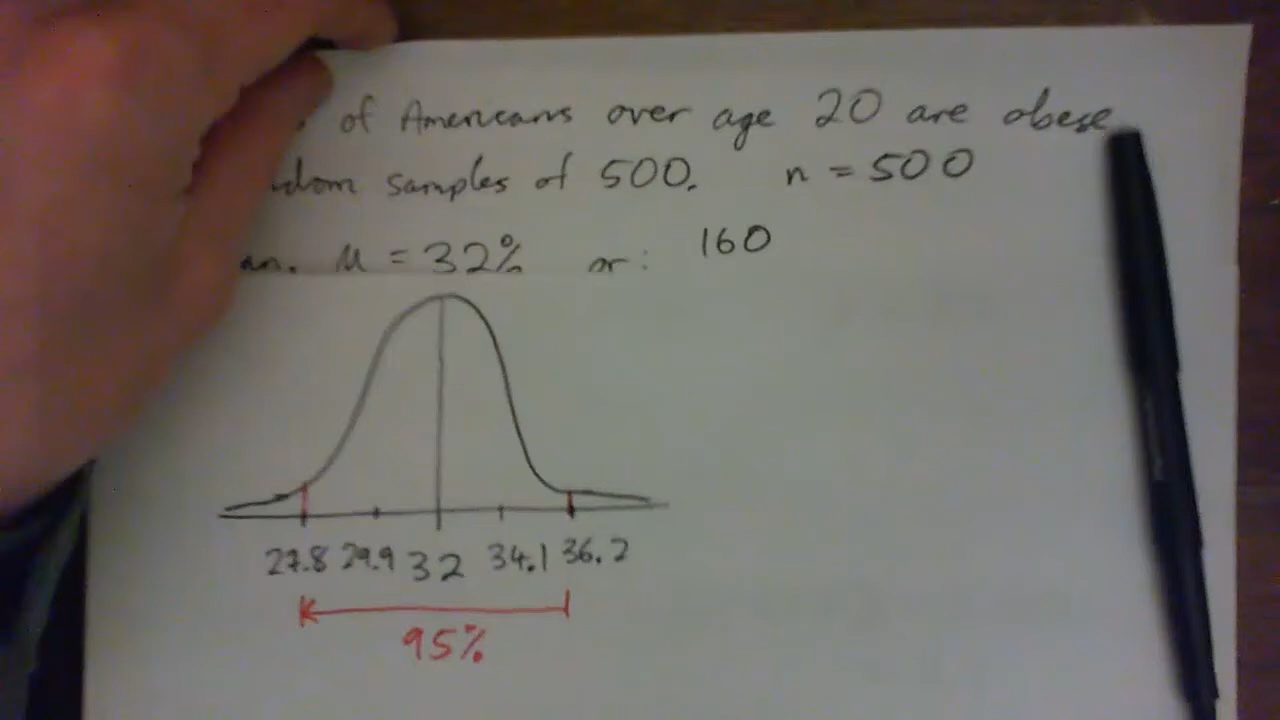 of Americans over age 20 are obese
samples of 500. n = 500
μ = 32% or: 160
27.8 29.9 32 34.1 36.2
95%